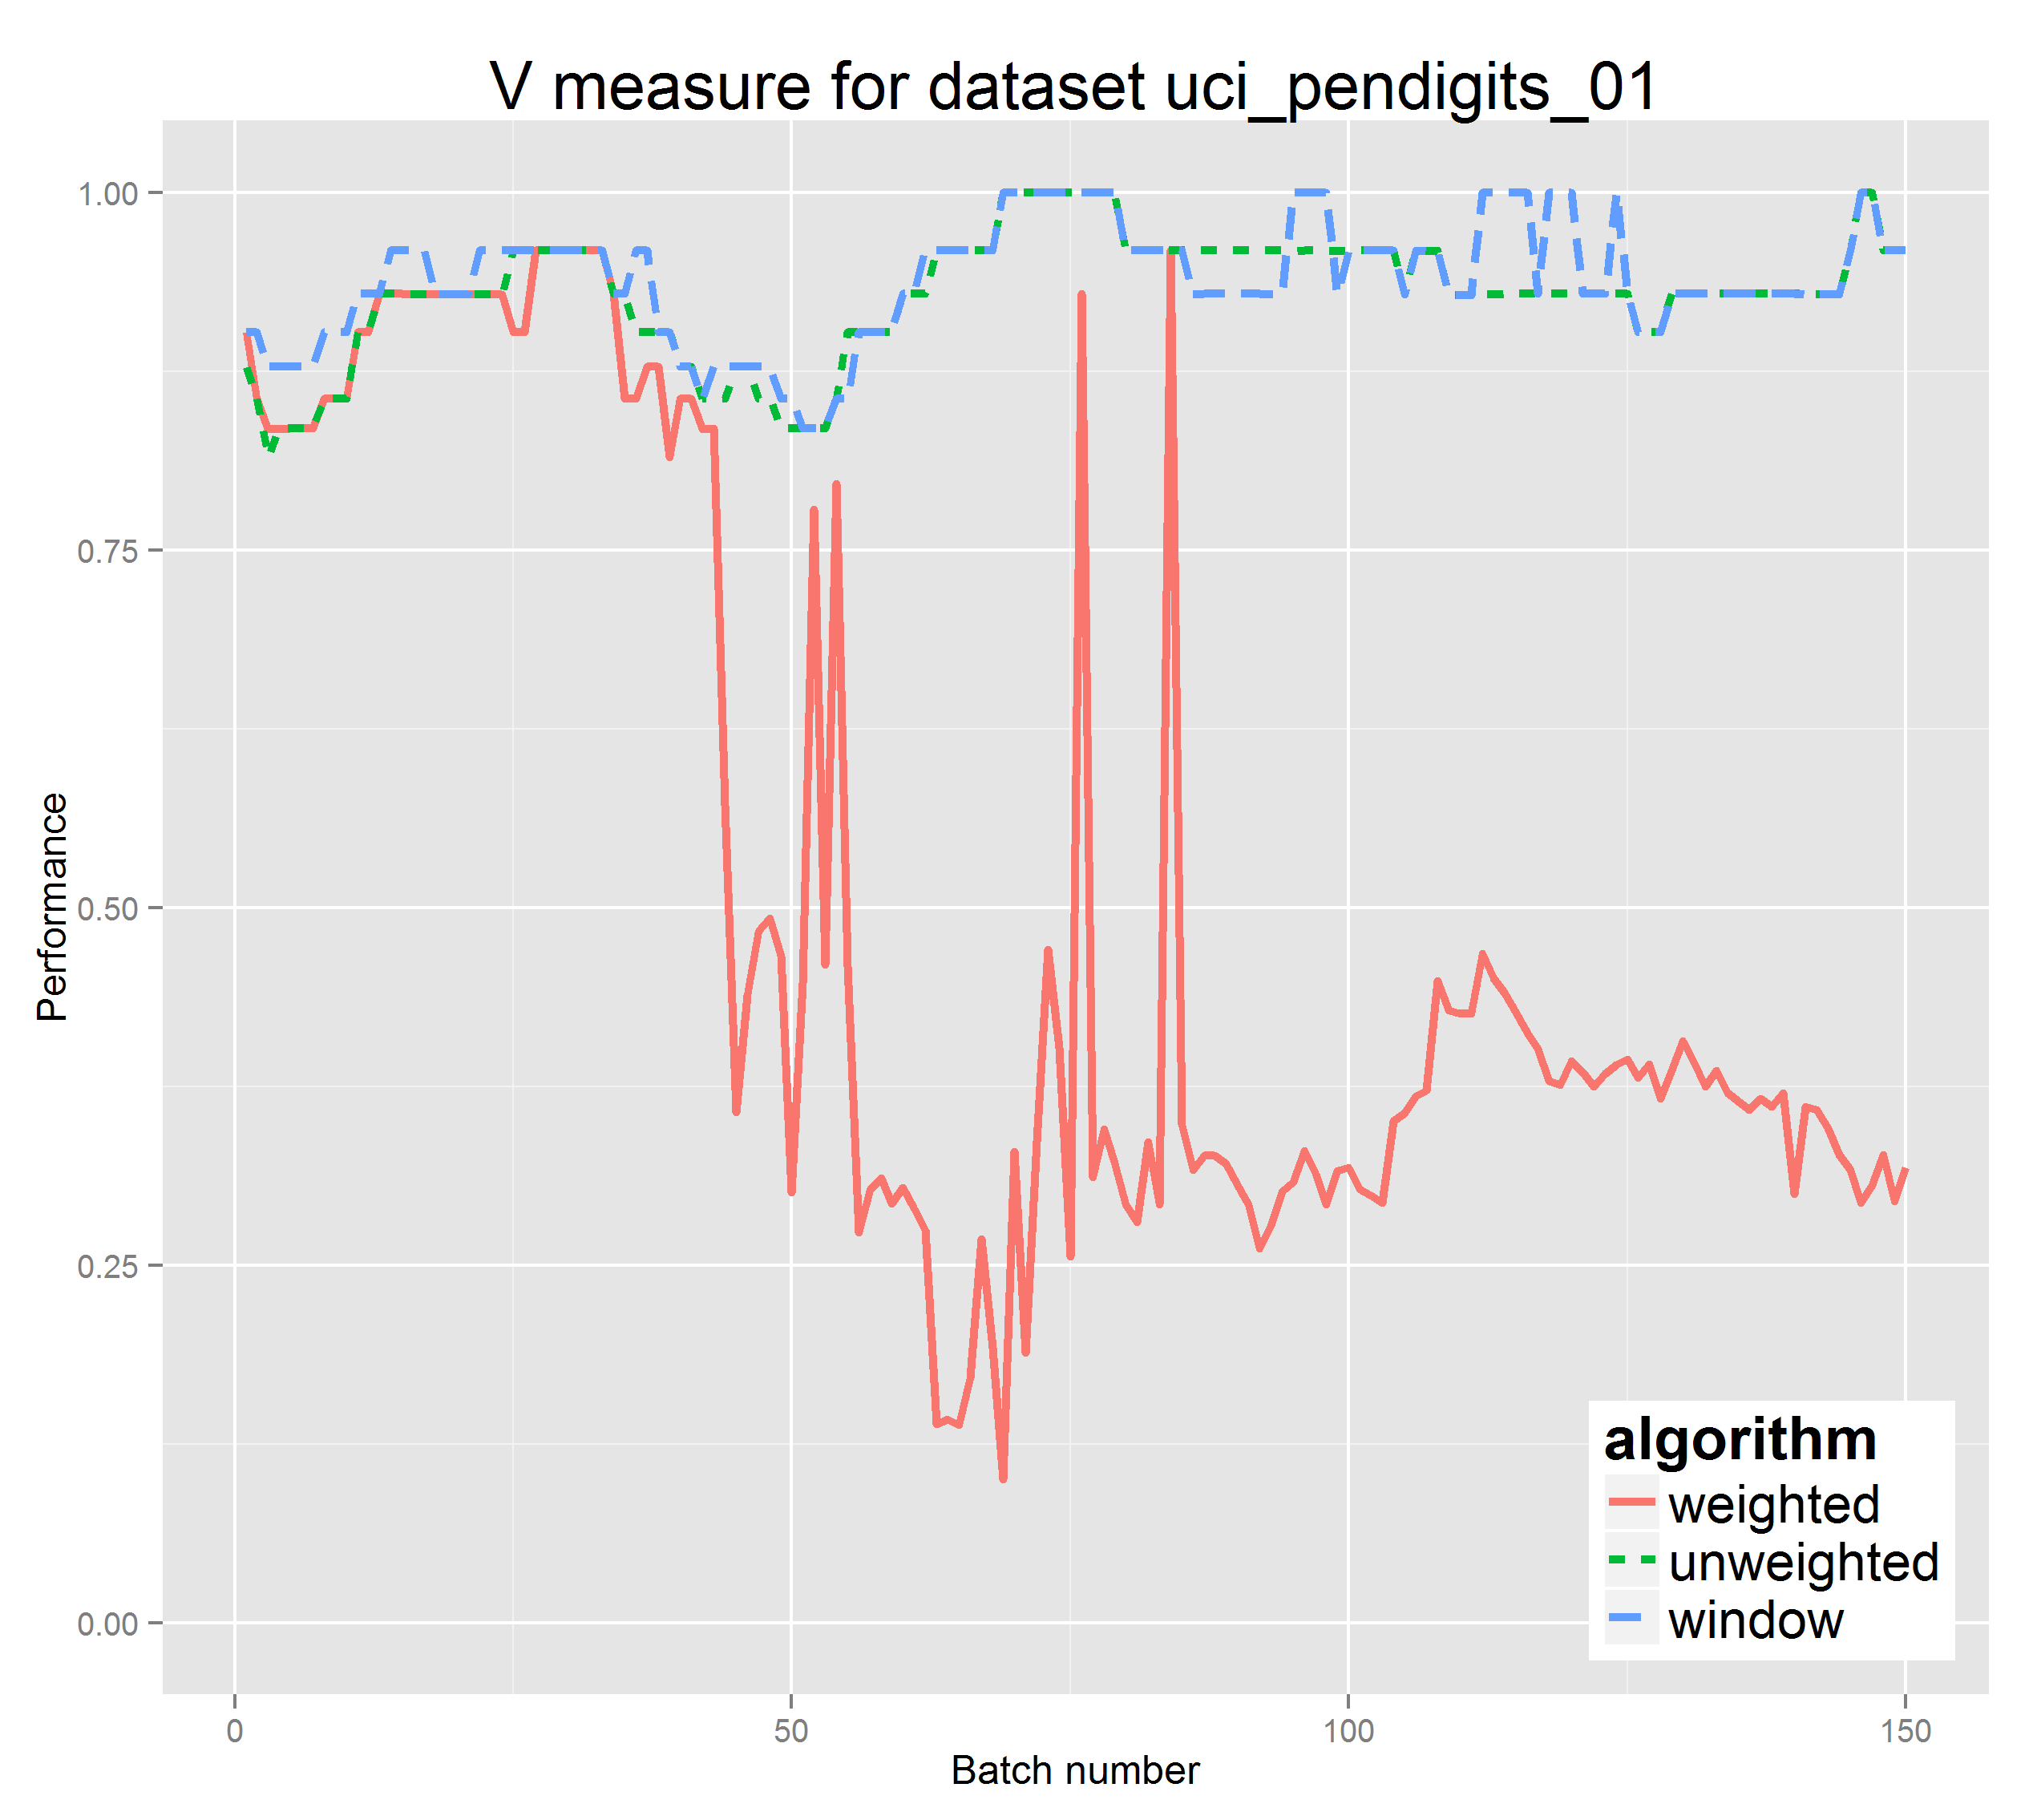 V measure for dataset uci_pendigits_01
1.00
0.75
0.50
0.25
0.00
Performance
0
50
100
150
Batch number
algorithm
weighted
unweighted
window